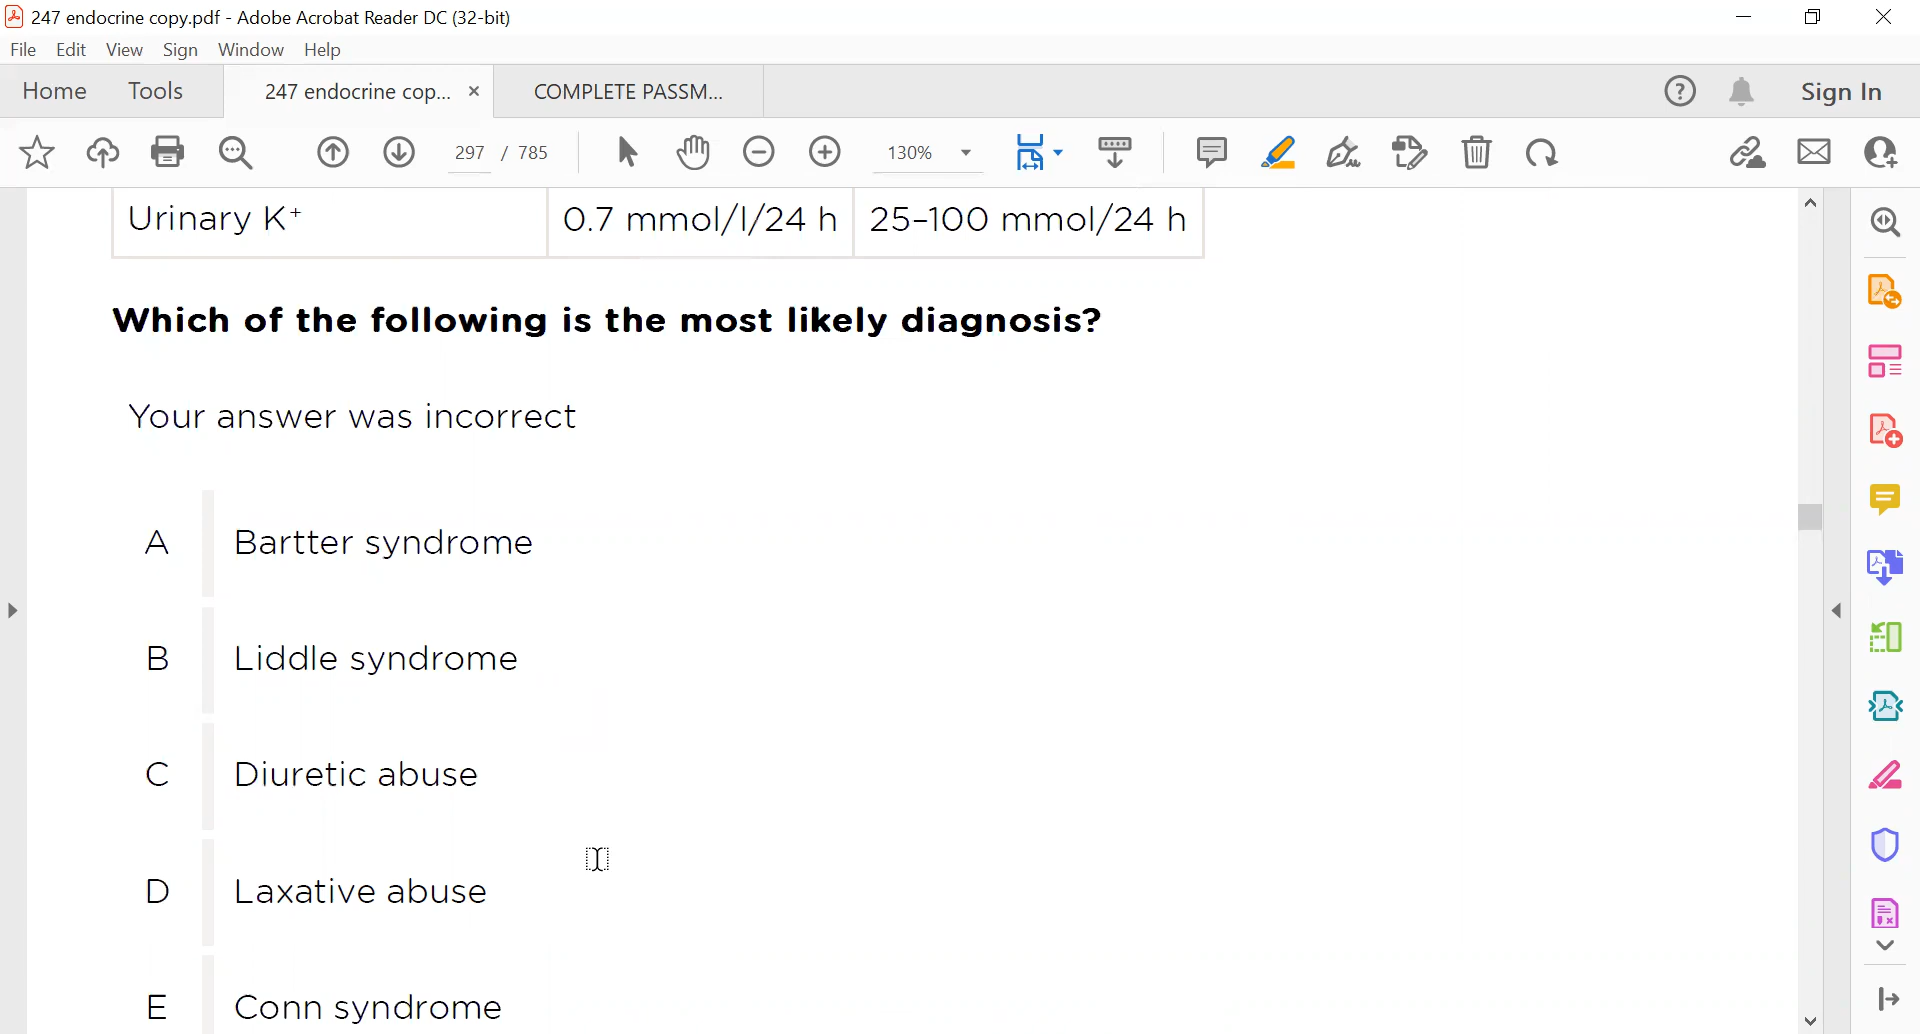 247 endocrine copy.pdf - Adobe Acrobat Reader DC (32-bit)
File Edit View Sign Window Help
Home Tools 247 endocrine cop... × COMPLETE PASSM... Sign In
297 / 785 130%
Urinary K⁺ 0.7 mmol/l/24 h 25–100 mmol/24 h
Which of the following is the most likely diagnosis?
Your answer was incorrect
A Bartter syndrome
B Liddle syndrome
C Diuretic abuse
D Laxative abuse
E Conn syndrome